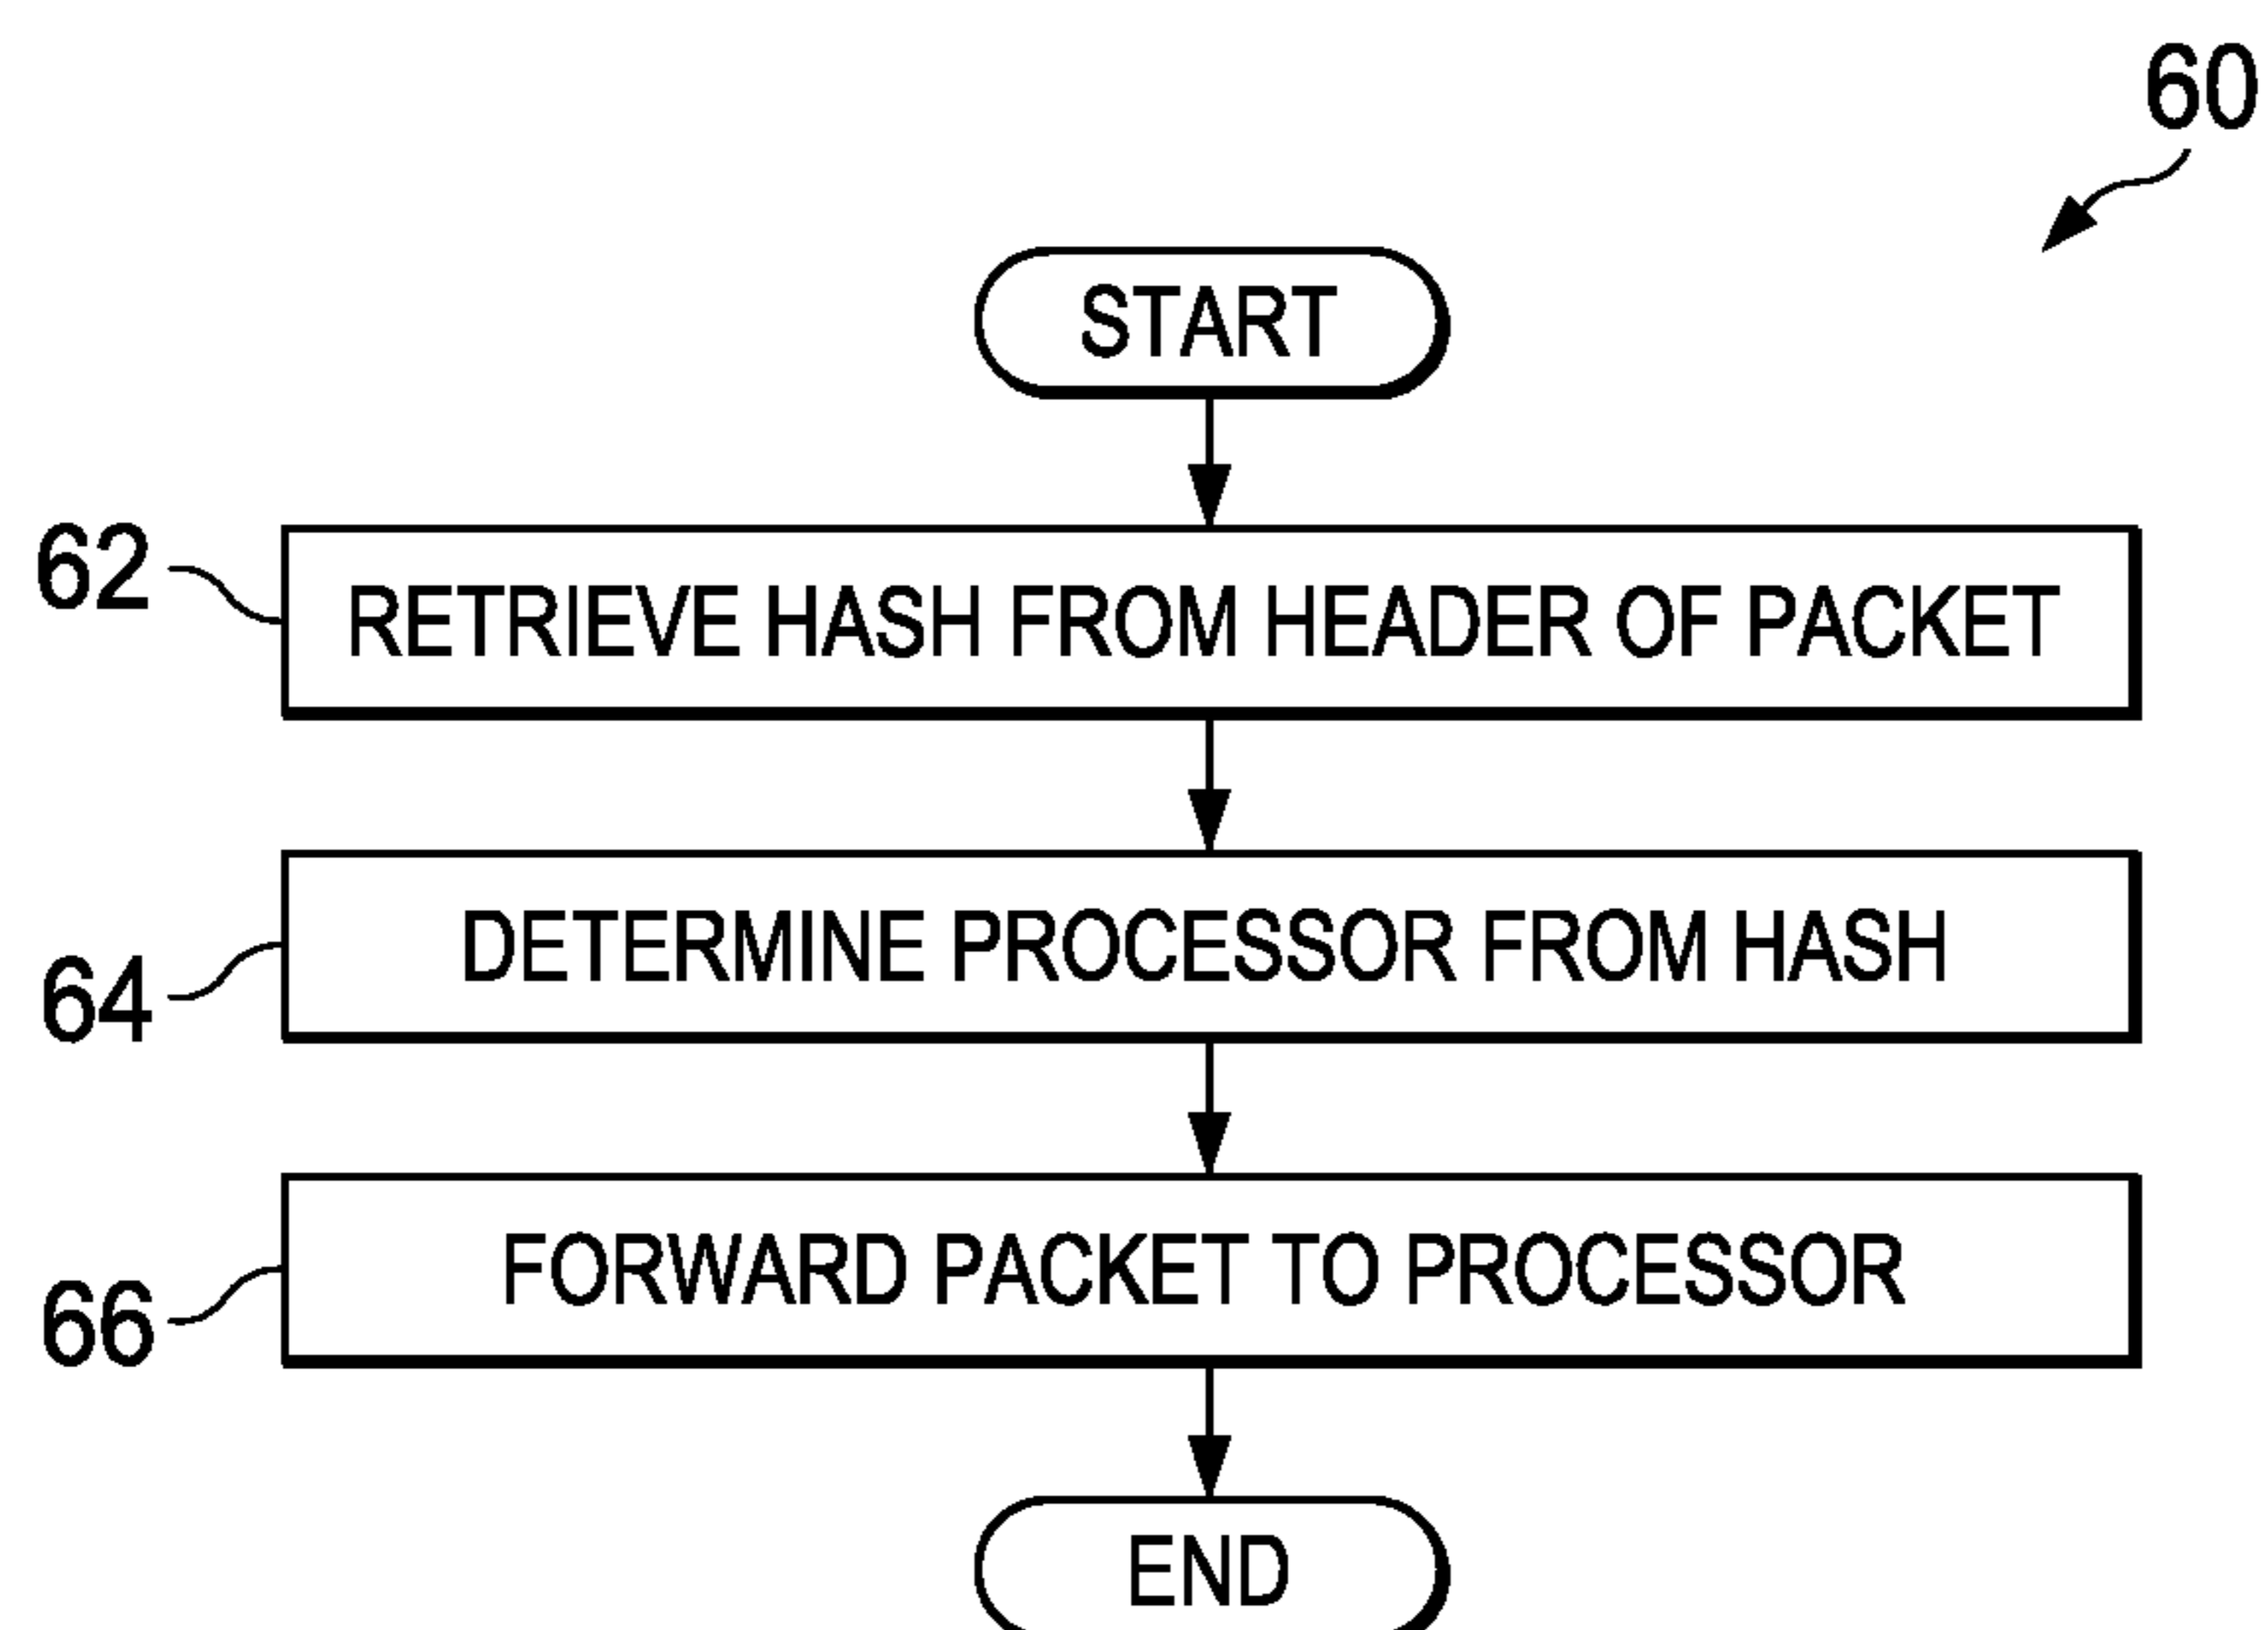 60
START
62 RETRIEVE HASH FROM HEADER OF PACKET
64 DETERMINE PROCESSOR FROM HASH
66 FORWARD PACKET TO PROCESSOR
END